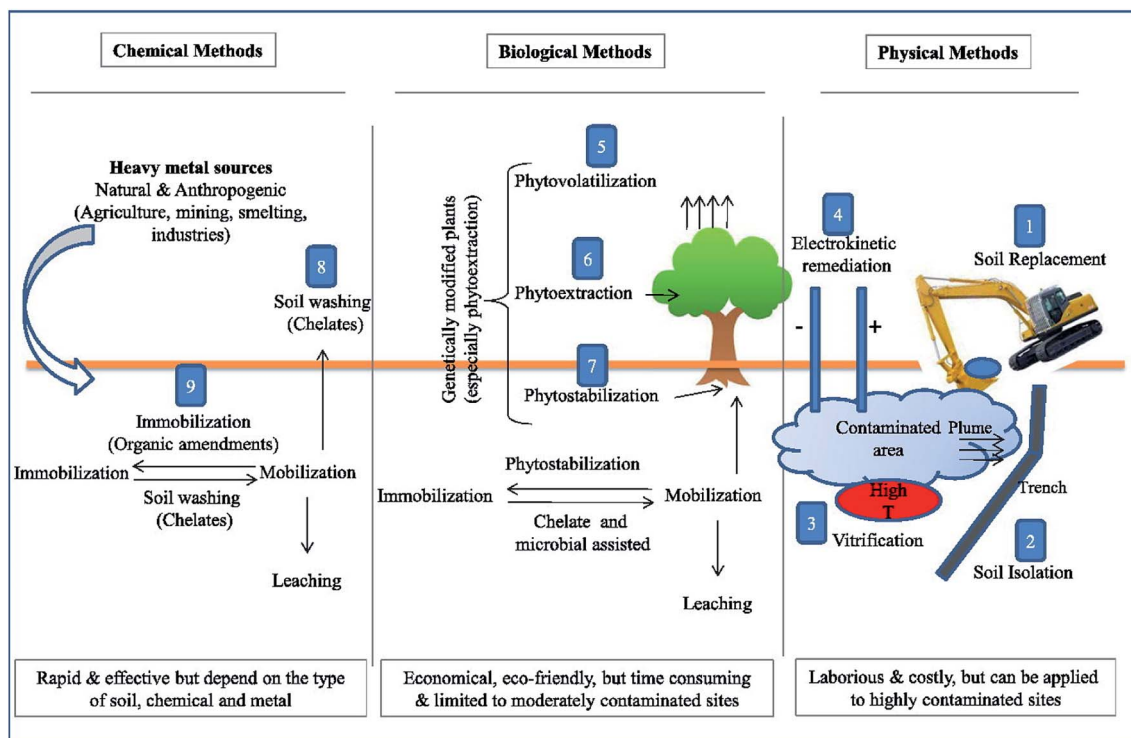 Chemical Methods
Heavy metal sources
Natural & Anthropogenic
(Agriculture, mining, smelting,
industries)
8
Soil washing
(Chelates)
9
Immobilization
(Organic amendments)
Immobilization
Mobilization
Soil washing
(Chelates)
Leaching
Rapid & effective but depend on the type
of soil, chemical and metal
Biological Methods
Genetically modified plants
(especially phytoextraction)
5
Phytovolatilization
6
Phytoextraction
7
Phytostabilization
Phytostabilization
Immobilization
Mobilization
Chelate and
microbial assisted
Leaching
Economical, eco-friendly, but time consuming
& limited to moderately contaminated sites
Physical Methods
4
Electrokinetic
remediation
1
Soil Replacement
-
+
Contaminated
area
Plume
High
T
Trench
3
Vitrification
2
Soil Isolation
Laborious & costly, but can be applied
to highly contaminated sites